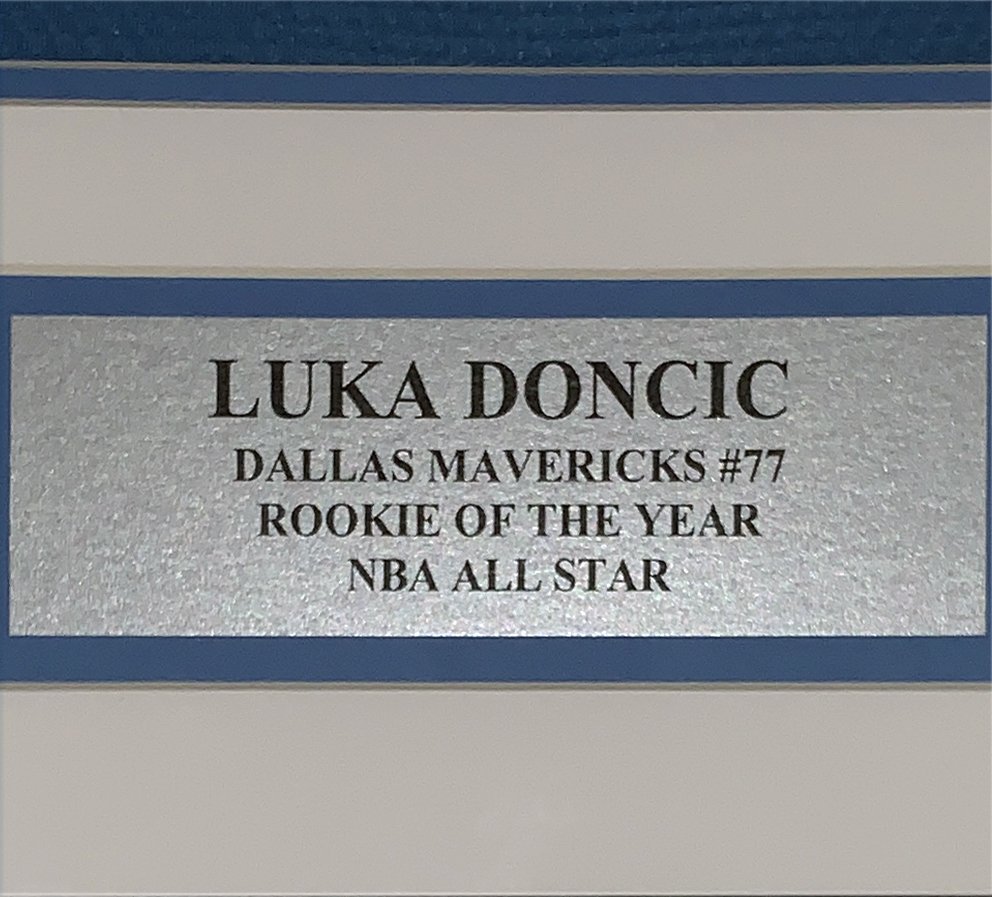 LUKA DONCIC
DALLAS MAVERICKS #77
ROOKIE OF THE YEAR
NBA ALL STAR